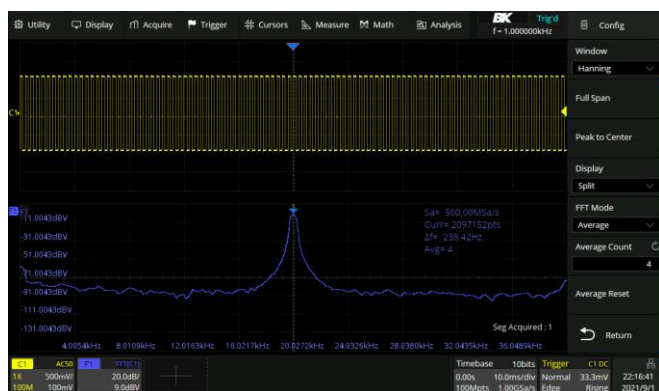 Utility Display Acquire Trigger Cursors Measure Math Analysis BK Trig'd Config
f = 1.000000kHz
Window
Hanning
Full Span
Peak to Center
Display
Split
FFT Mode
Average
Average Count
4
Average Reset
Return
C1
-11.0043dBV
-31.0043dBV
-51.0043dBV
-71.0043dBV
-91.0043dBV
-111.0043dBV
-131.0043dBV
Sa= 500.00MSa/s
Curr= 2097152pts
Δf= 238.42Hz
Avg= 4
Seg Acquired : 1
4.0054kHz 8.0109kHz 12.0163kHz 16.0217kHz 20.0272kHz 24.0326kHz 28.0380kHz 32.0435kHz 36.0489kHz
C1 AC50 F1 FFT(C1) Timebase 10bits Trigger C1 DC
1X 500mV/ 20.0dB/ 0.00s 10.0ms/div Normal 33.3mV 22:16:41
100M 100mV 9.0dBV 100Mpts 1.00GSa/s Edge Rising 2021/9/1